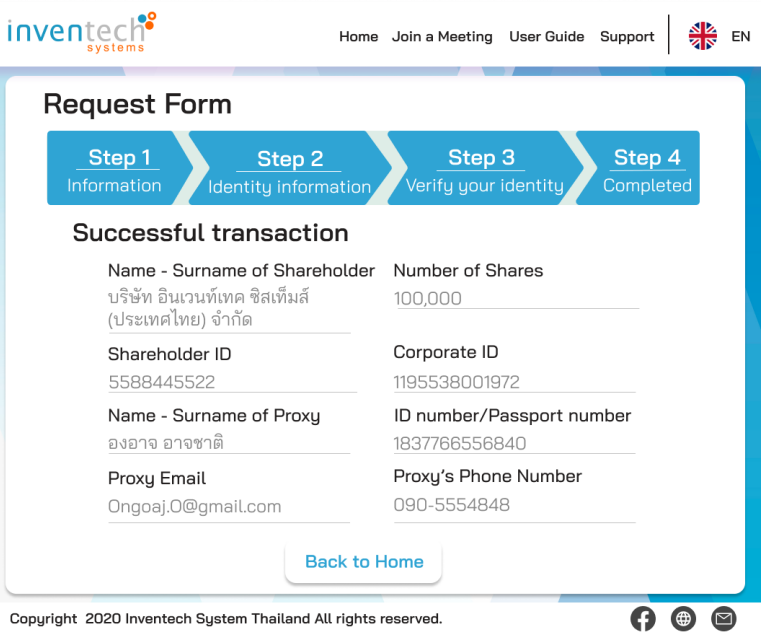 inventech
systems
Home Join a Meeting User Guide Support EN
Request Form
Step 1
Information
Step 2
Identity information
Step 3
Verify your identity
Step 4
Completed
Successful transaction
Name - Surname of Shareholder
บริษัท อินเวนท์เทค ซิสเท็มส์
(ประเทศไทย) จำกัด
Number of Shares
100,000
Shareholder ID
5588445522
Corporate ID
1195538001972
Name - Surname of Proxy
องอาจ อาจชาติ
ID number/Passport number
1837766556840
Proxy Email
Ongoaj.O@gmail.com
Proxy's Phone Number
090-5554848
Back to Home
Copyright 2020 Inventech System Thailand All rights reserved.